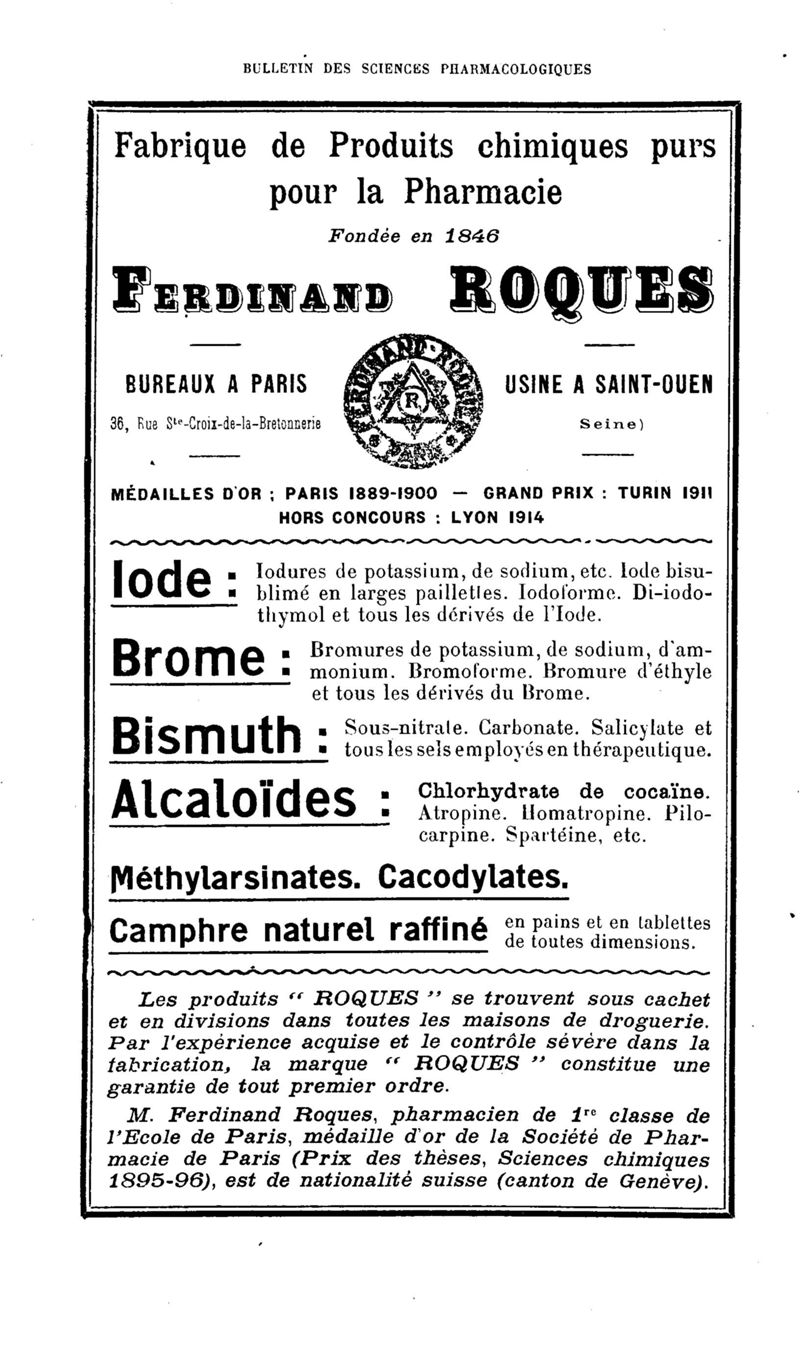 BULLETIN DES SCIENCES PHARMACOLOGIQUES
Fabrique de Produits chimiques purs
pour la Pharmacie
Fondée en 1846
FERDINAND ROQUES
BUREAUX A PARIS
36, Rue Ste-Croix-de-la-Bretonnerie
FERDINAND ROQUES
R
PARIS
USINE A SAINT-OUEN
Seine)
MÉDAILLES D'OR ; PARIS 1889-1900 — GRAND PRIX : TURIN 1911
HORS CONCOURS : LYON 1914
Iode : Iodures de potassium, de sodium, etc. Iode bisu-
blimé en larges paillettes. Iodoforme. Di-iodo-
thymol et tous les dérivés de l'Iode.
Brome : Bromures de potassium, de sodium, d'am-
monium. Bromoforme. Bromure d'éthyle
et tous les dérivés du Brome.
Bismuth : Sous-nitrate. Carbonate. Salicylate et
tous les sels employés en thérapeutique.
Alcaloïdes : Chlorhydrate de cocaïne.
Atropine. Homatropine. Pilo-
carpine. Spartéine, etc.
Méthylarsinates. Cacodylates.
Camphre naturel raffiné en pains et en tablettes
de toutes dimensions.
Les produits “ ROQUES ” se trouvent sous cachet
et en divisions dans toutes les maisons de droguerie.
Par l'expérience acquise et le contrôle sévère dans la
fabrication, la marque “ ROQUES ” constitue une
garantie de tout premier ordre.
M. Ferdinand Roques, pharmacien de 1re classe de
l'Ecole de Paris, médaille d'or de la Société de Phar-
macie de Paris (Prix des thèses, Sciences chimiques
1895-96), est de nationalité suisse (canton de Genève).